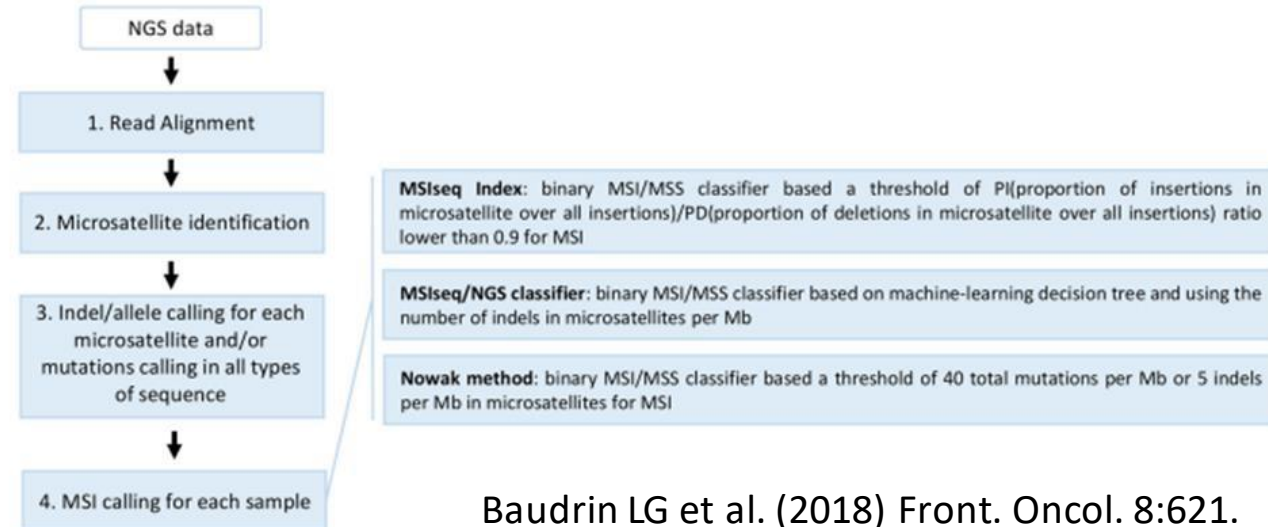 NGS data
1. Read Alignment
2. Microsatellite identification
3. Indel/allele calling for each
microsatellite and/or
mutations calling in all types
of sequence
4. MSI calling for each sample
MSIseq Index: binary MSI/MSS classifier based a threshold of PI(proportion of insertions in
microsatellite over all insertions)/PD(proportion of deletions in microsatellite over all insertions) ratio
lower than 0.9 for MSI
MSIseq/NGS classifier: binary MSI/MSS classifier based on machine-learning decision tree and using the
number of indels in microsatellites per Mb
Nowak method: binary MSI/MSS classifier based a threshold of 40 total mutations per Mb or 5 indels
per Mb in microsatellites for MSI
Baudrin LG et al. (2018) Front. Oncol. 8:621.